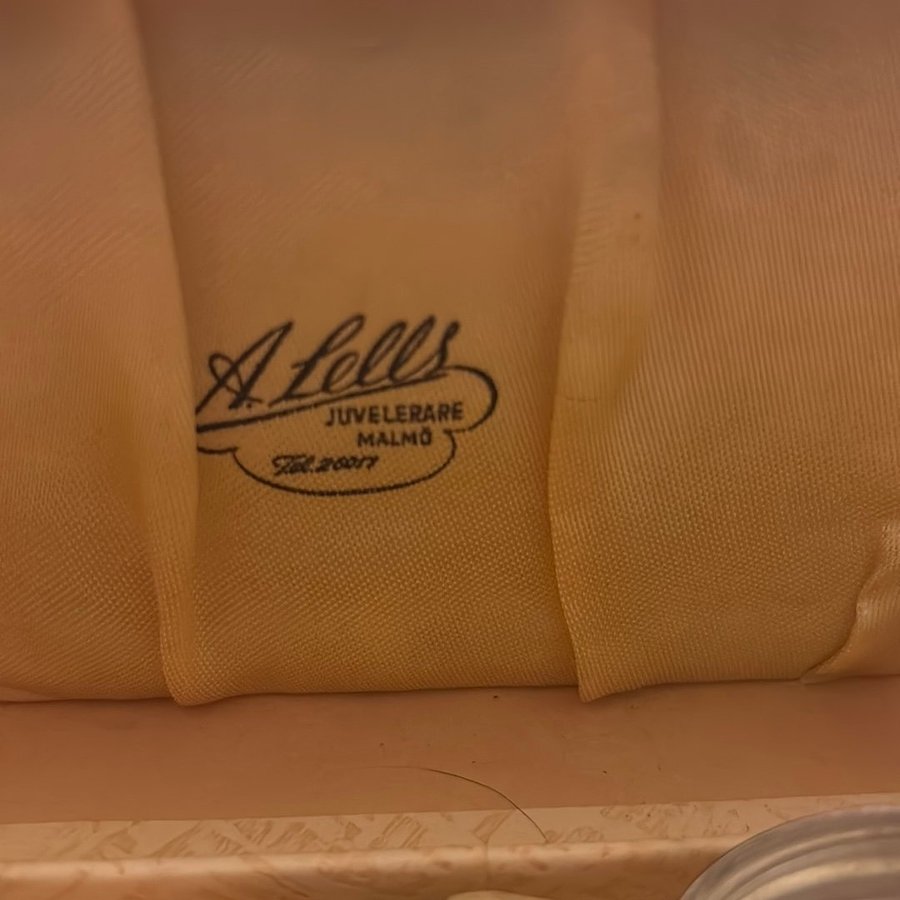 A. Lells
JUVELERARE
MALMÖ
Tel. 26017